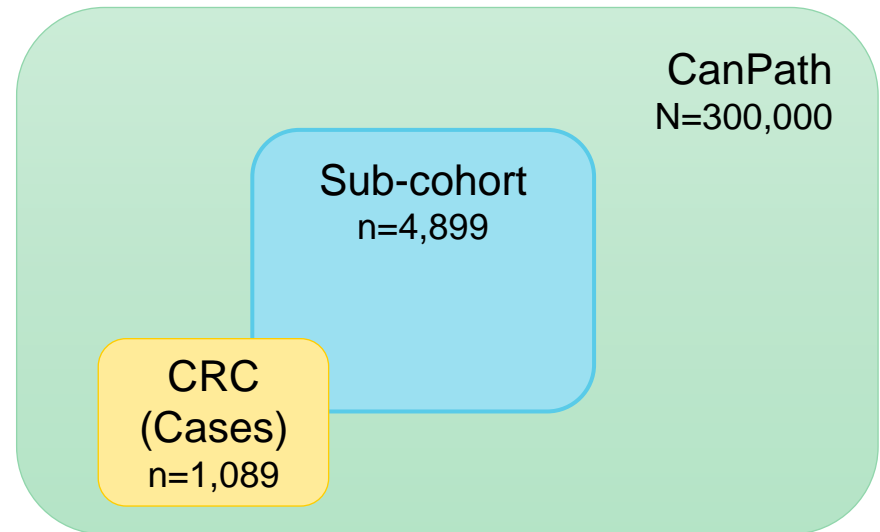 CanPath
N=300,000
Sub-cohort
n=4,899
CRC
(Cases)
n=1,089